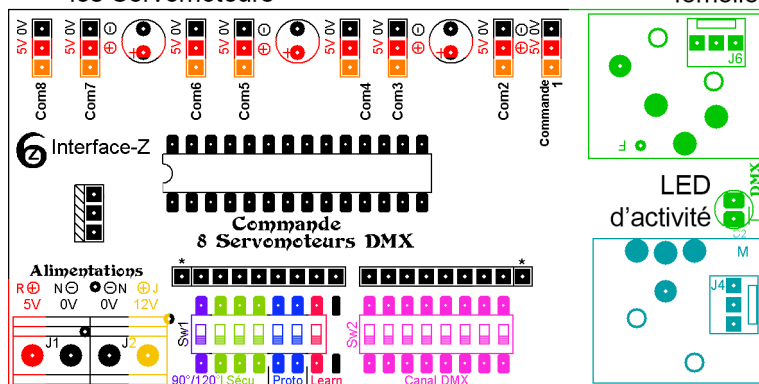 les Servomoteurs
femelle
5V 0V
5V 0V
5V 0V
5V 0V
5V 0V
5V 0V
5V 0V
5V 0V
Com8
Com7
Com6
Com5
Com4
Com3
Com2
Commande 1
J6
F
6Z Interface-Z
DMX
LED
d'activité
D2
Commande
8 Servomoteurs DMX
M
J4
Alimentations
* *
R⊕ N⊖ ⊖N ⊕J
5V 0V 0V 12V
J1 J2
Sw1
Sw2
90°/120° Sécu Proto Learn
Canal DMX